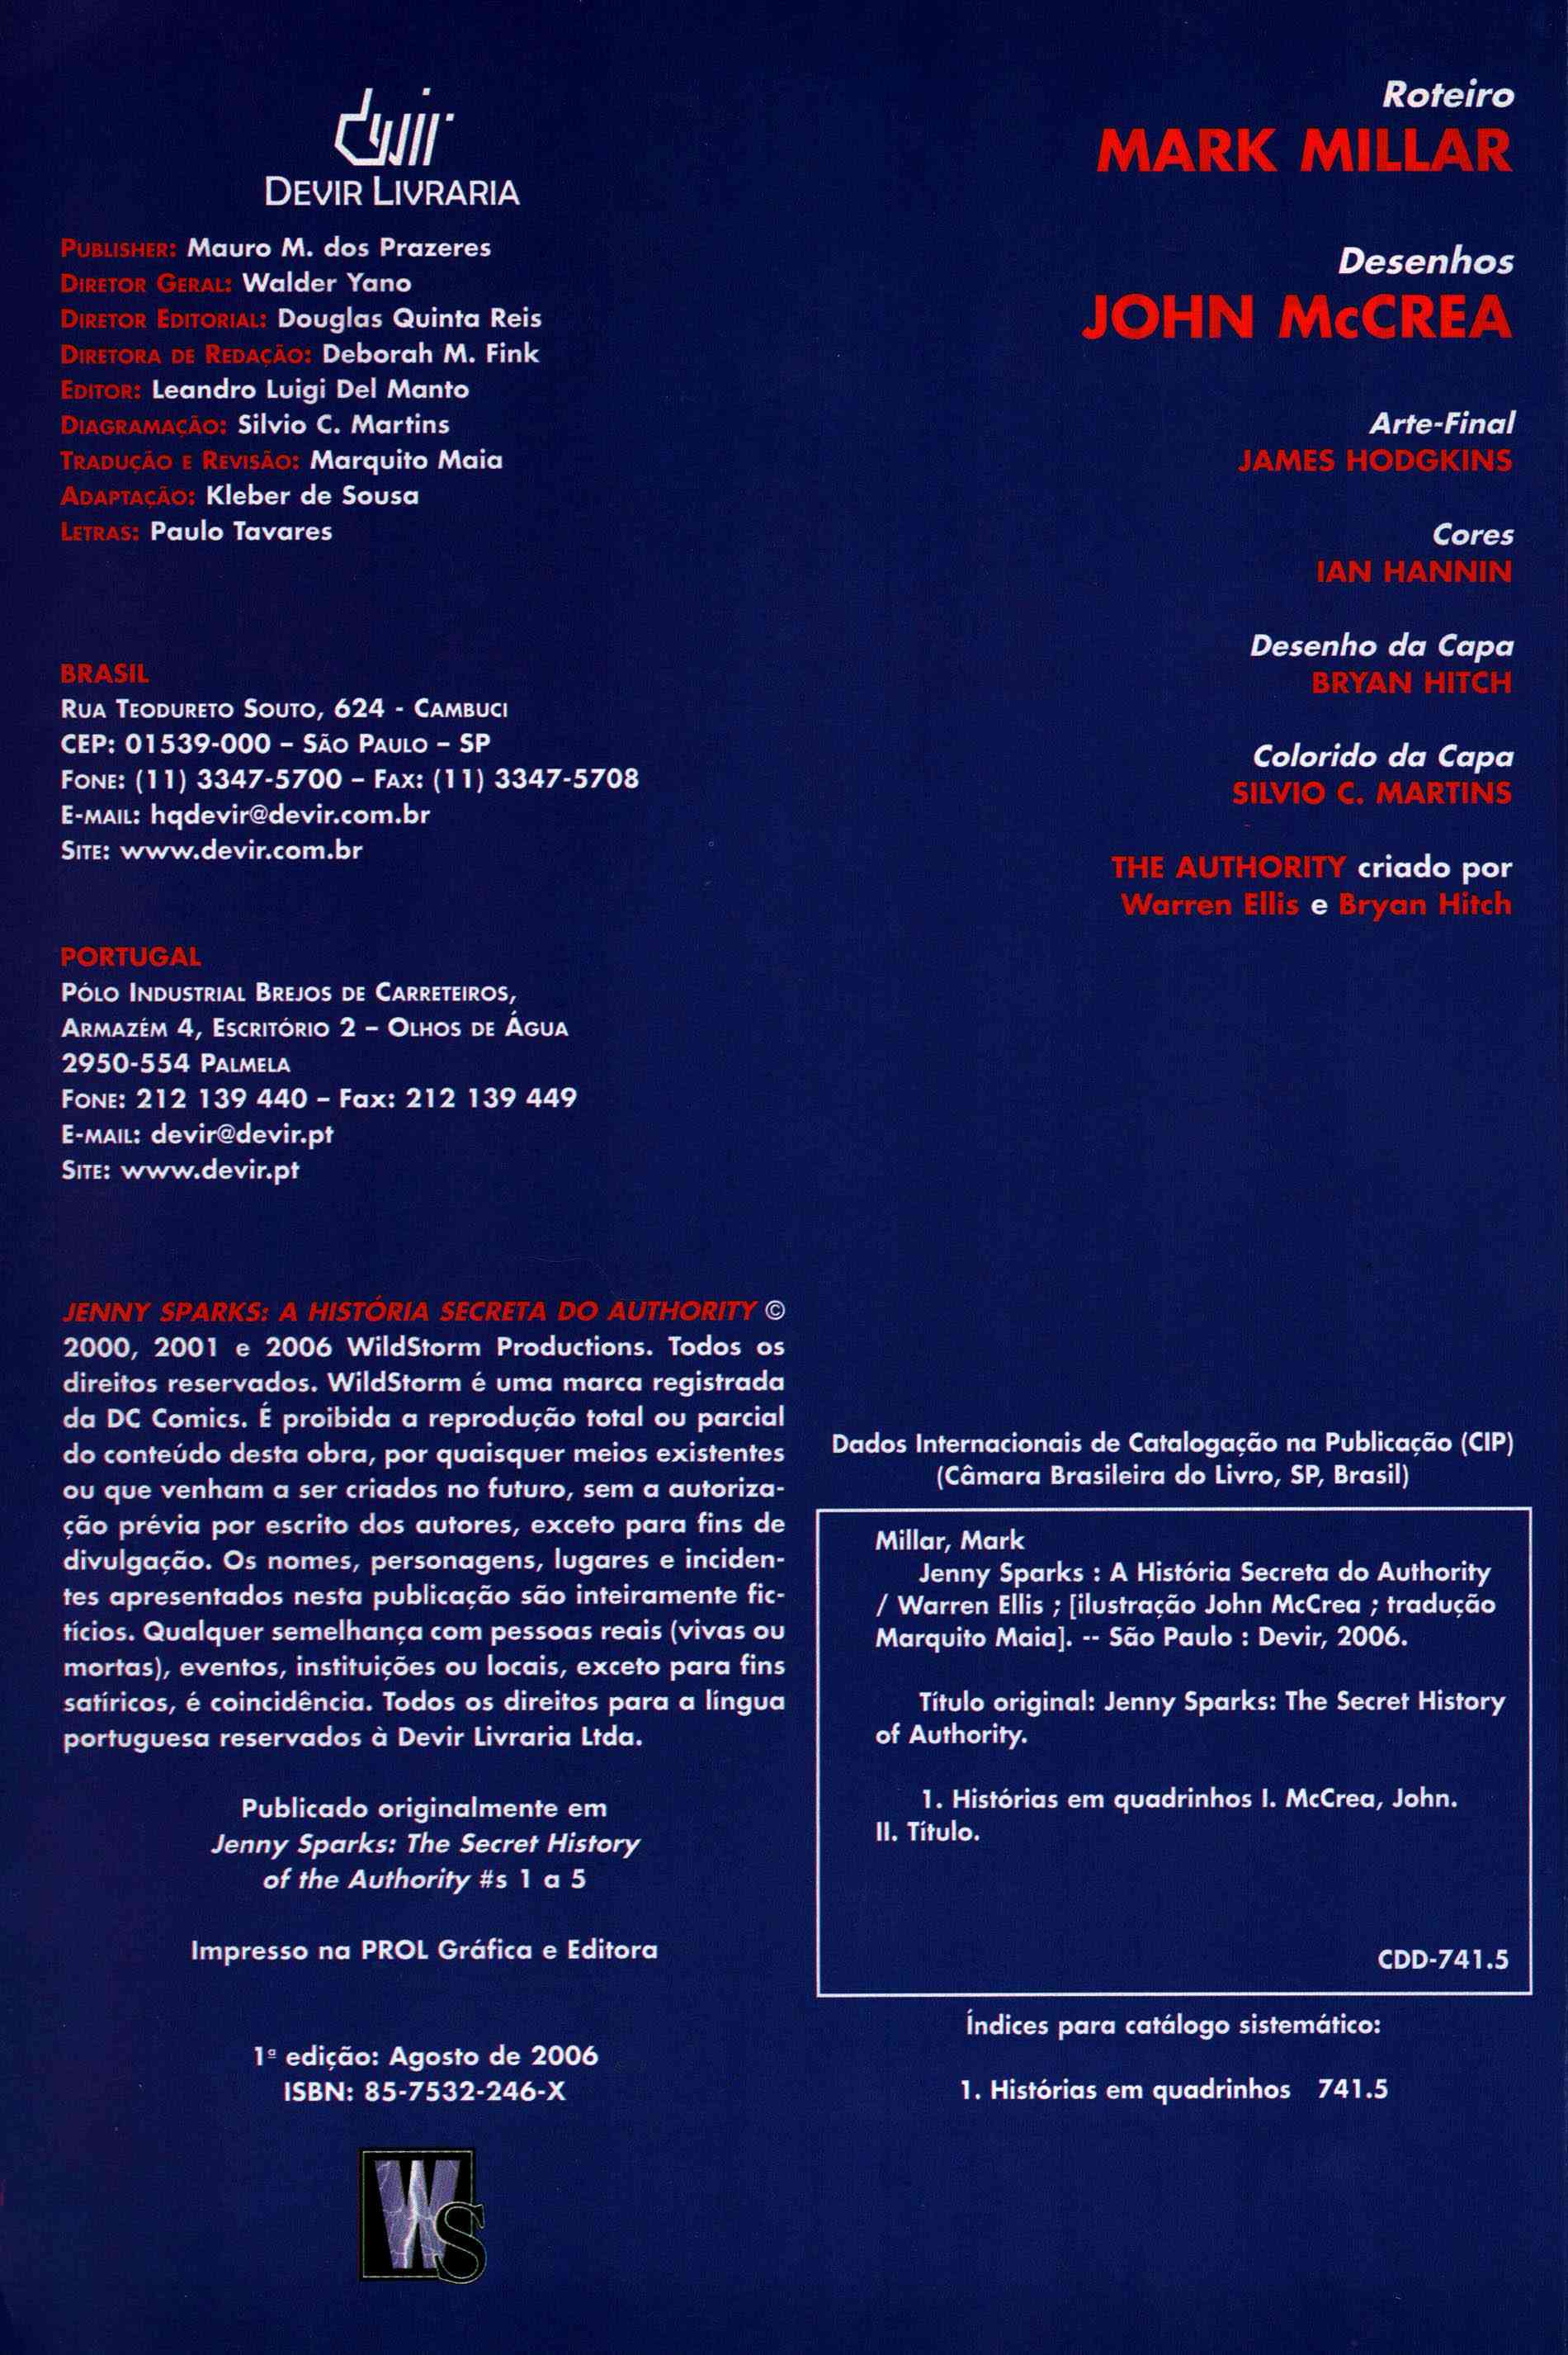 devir
DEVIR LIVRARIA
PUBLISHER: Mauro M. dos Prazeres
DIRETOR GERAL: Walder Yano
DIRETOR EDITORIAL: Douglas Quinta Reis
DIRETORA DE REDAÇÃO: Deborah M. Fink
EDITOR: Leandro Luigi Del Manto
DIAGRAMAÇÃO: Silvio C. Martins
TRADUÇÃO E REVISÃO: Marquito Maia
ADAPTAÇÃO: Kleber de Sousa
LETRAS: Paulo Tavares
BRASIL
RUA TEODURETO SOUTO, 624 - CAMBUCI
CEP: 01539-000 – SÃO PAULO – SP
FONE: (11) 3347-5700 – FAX: (11) 3347-5708
E-MAIL: hqdevir@devir.com.br
SITE: www.devir.com.br
PORTUGAL
PÓLO INDUSTRIAL BREJOS DE CARRETEIROS,
ARMAZÉM 4, ESCRITÓRIO 2 – OLHOS DE ÁGUA
2950-554 PALMELA
FONE: 212 139 440 – Fax: 212 139 449
E-MAIL: devir@devir.pt
SITE: www.devir.pt
JENNY SPARKS: A HISTÓRIA SECRETA DO AUTHORITY ©
2000, 2001 e 2006 WildStorm Productions. Todos os
direitos reservados. WildStorm é uma marca registrada
da DC Comics. É proibida a reprodução total ou parcial
do conteúdo desta obra, por quaisquer meios existentes
ou que venham a ser criados no futuro, sem a autoriza-
ção prévia por escrito dos autores, exceto para fins de
divulgação. Os nomes, personagens, lugares e inciden-
tes apresentados nesta publicação são inteiramente fic-
tícios. Qualquer semelhança com pessoas reais (vivas ou
mortas), eventos, instituições ou locais, exceto para fins
satíricos, é coincidência. Todos os direitos para a língua
portuguesa reservados à Devir Livraria Ltda.
Publicado originalmente em
Jenny Sparks: The Secret History
of the Authority #s 1 a 5
Impresso na PROL Gráfica e Editora
1ª edição: Agosto de 2006
ISBN: 85-7532-246-X
WS
Roteiro
MARK MILLAR
Desenhos
JOHN McCREA
Arte-Final
JAMES HODGKINS
Cores
IAN HANNIN
Desenho da Capa
BRYAN HITCH
Colorido da Capa
SILVIO C. MARTINS
THE AUTHORITY criado por
Warren Ellis e Bryan Hitch
Dados Internacionais de Catalogação na Publicação (CIP)
(Câmara Brasileira do Livro, SP, Brasil)
Millar, Mark
Jenny Sparks : A História Secreta do Authority
/ Warren Ellis ; [ilustração John McCrea ; tradução
Marquito Maia]. -- São Paulo : Devir, 2006.
Título original: Jenny Sparks: The Secret History
of Authority.
1. Histórias em quadrinhos I. McCrea, John.
II. Título.
CDD-741.5
Índices para catálogo sistemático:
1. Histórias em quadrinhos 741.5